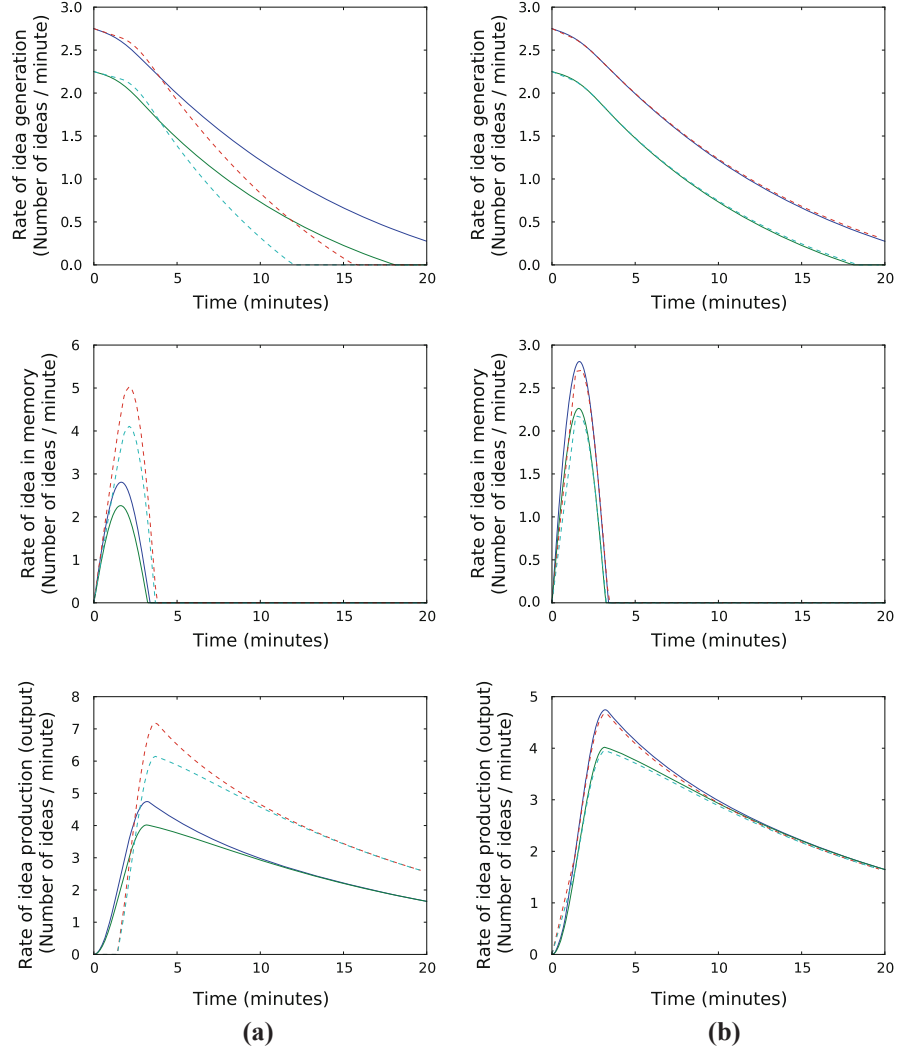 Rate of idea generation
(Number of ideas / minute)
3.0
2.5
2.0
1.5
1.0
0.5
0.0
0 5 10 15 20
Time (minutes)
Rate of idea generation
(Number of ideas / minute)
3.0
2.5
2.0
1.5
1.0
0.5
0.0
0 5 10 15 20
Time (minutes)
Rate of idea in memory
(Number of ideas / minute)
6
5
4
3
2
1
0
0 5 10 15 20
Time (minutes)
Rate of idea in memory
(Number of ideas / minute)
3.0
2.5
2.0
1.5
1.0
0.5
0.0
0 5 10 15 20
Time (minutes)
Rate of idea production (output)
(Number of ideas / minute)
8
7
6
5
4
3
2
1
0
0 5 10 15 20
Time (minutes)
(a)
Rate of idea production (output)
(Number of ideas / minute)
5
4
3
2
1
0
0 5 10 15 20
Time (minutes)
(b)